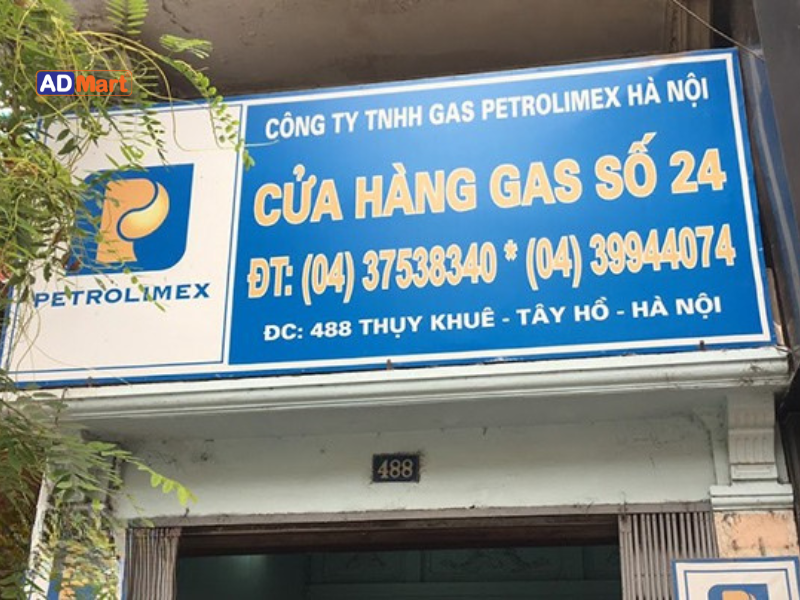 AD Mart
CÔNG TY TNHH GAS PETROLIMEX HÀ NỘI
CỬA HÀNG GAS SỐ 24
ĐT: (04) 37538340 * (04) 39944074
ĐC: 488 THỤY KHUÊ - TÂY HỒ - HÀ NỘI
P
PETROLIMEX
488